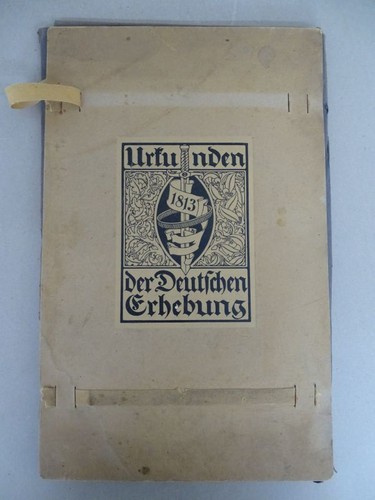 Urkunden
1813
der Deutschen
Erhebung